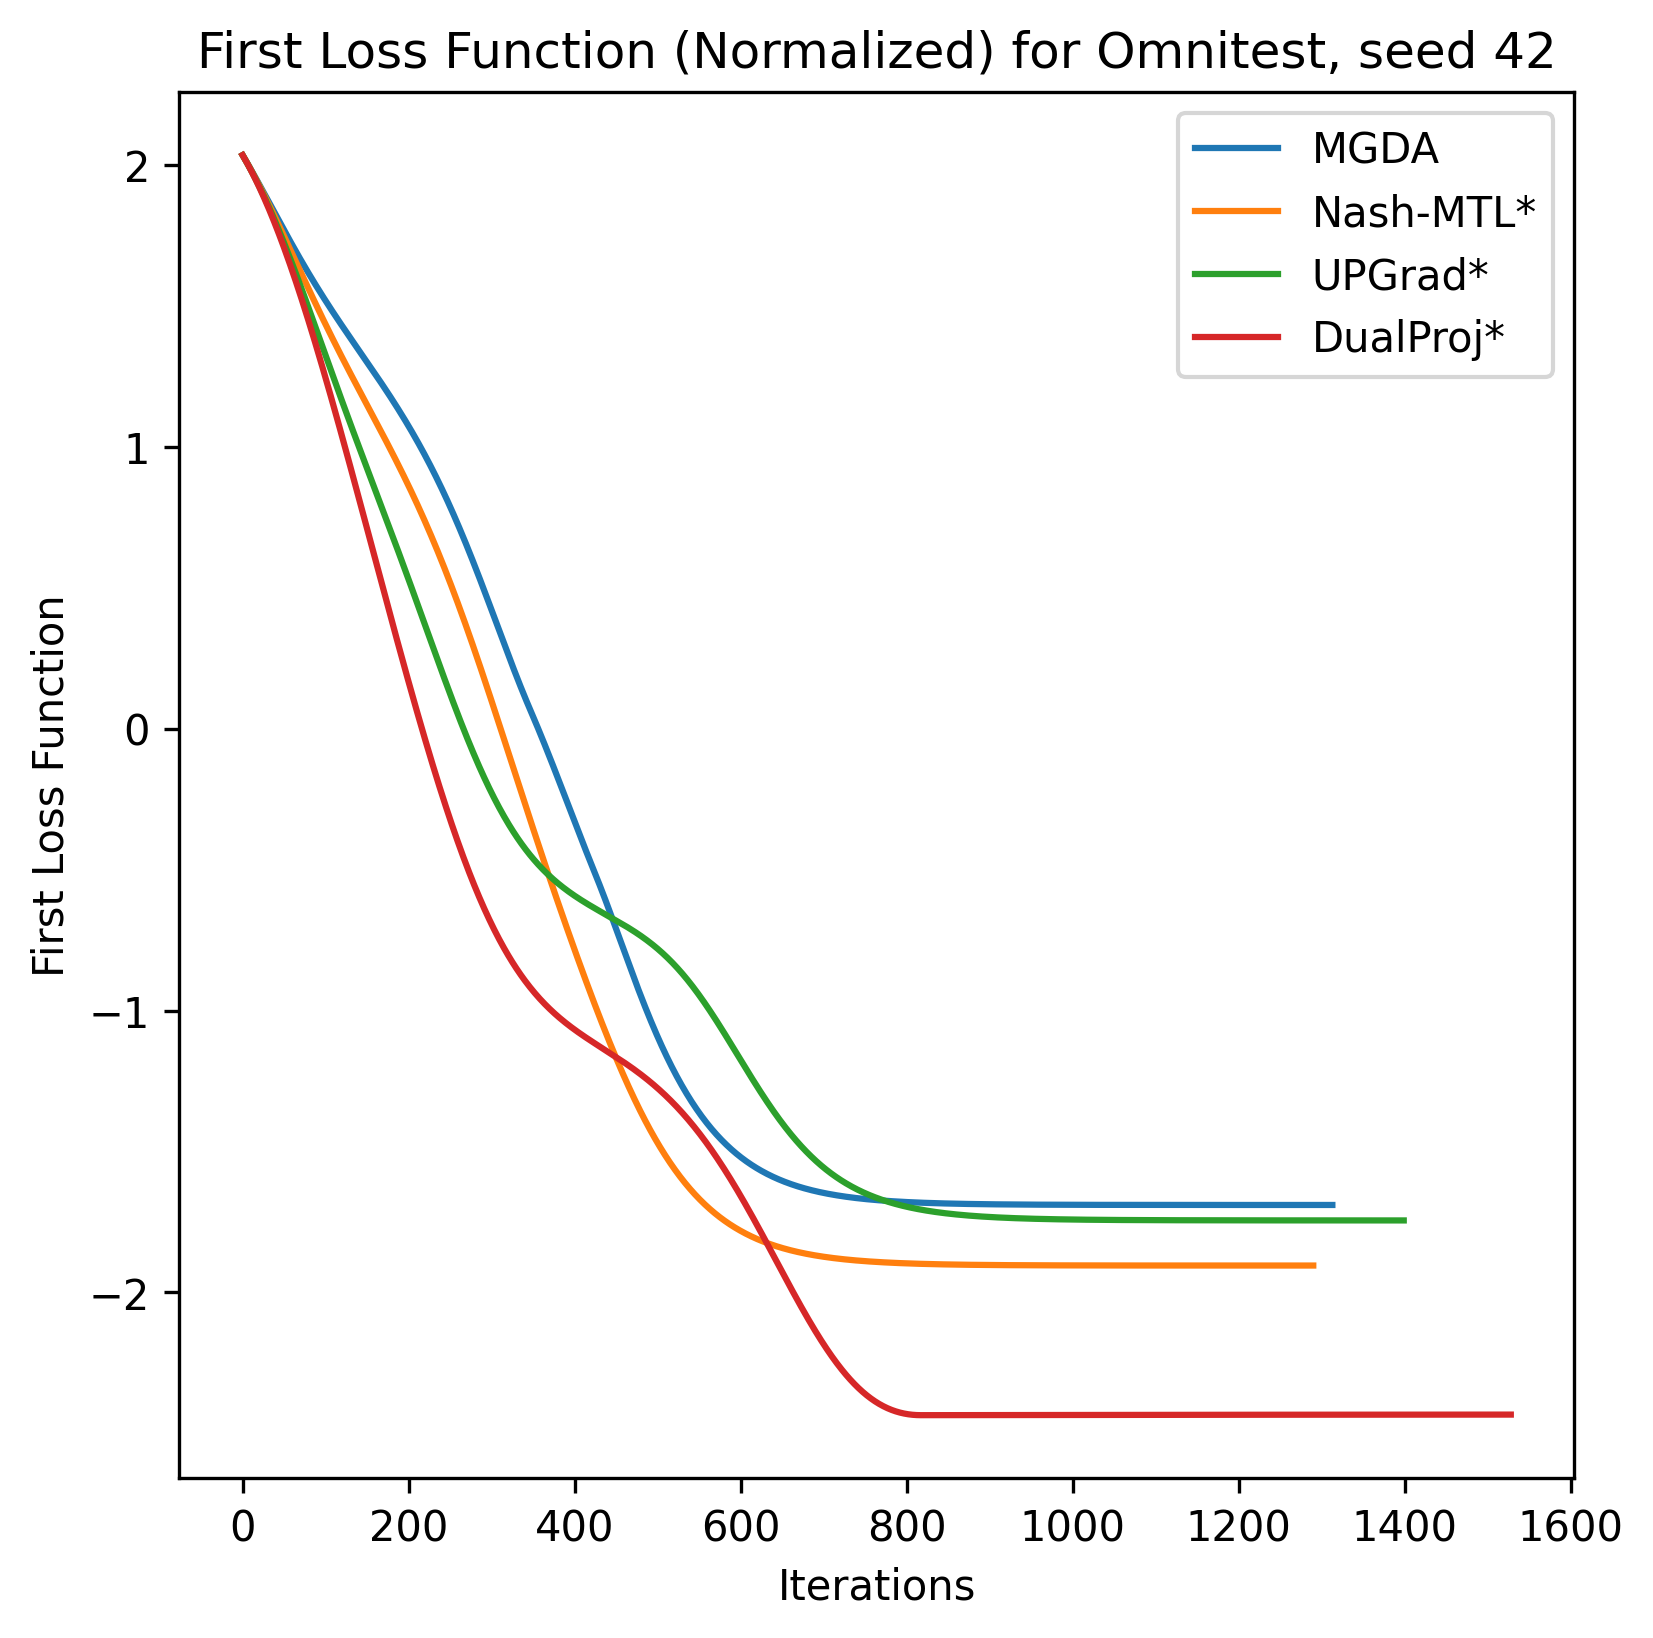 First Loss Function (Normalized) for Omnitest, seed 42
MGDA
Nash-MTL*
UPGrad*
DualProj*
2
1
0
−1
−2
First Loss Function
0 200 400 600 800 1000 1200 1400 1600
Iterations